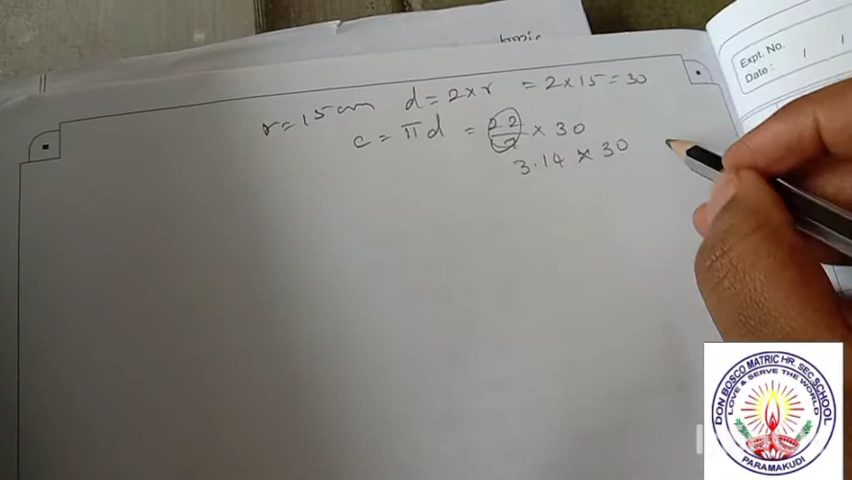 Expt. No.
Date : / /
r = 15 cm d = 2 × r = 2 × 15 = 30
c = π d = 22/7 × 30
3.14 × 30
DON BOSCO MATRIC HR. SEC SCHOOL
LOVE & SERVE THE WORLD
PARAMAKUDI